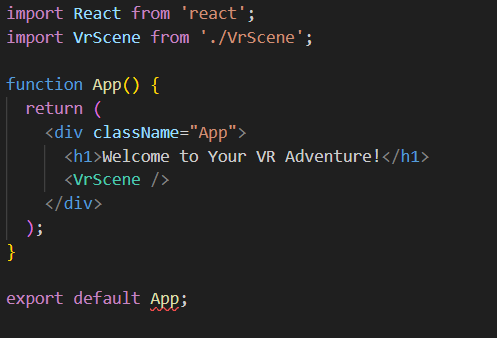 import React from 'react';
import VrScene from './VrScene';

function App() {
  return (
    <div className="App">
      <h1>Welcome to Your VR Adventure!</h1>
      <VrScene />
    </div>
  );
}

export default App;